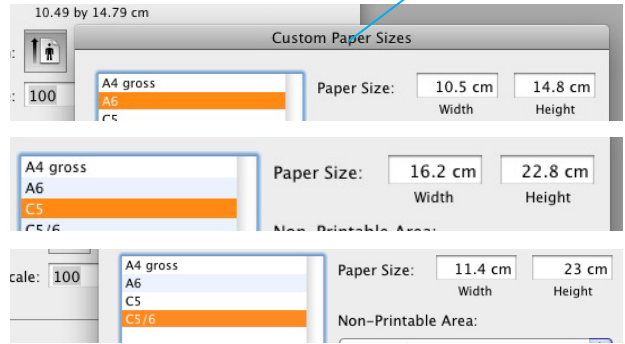 10.49 by 14.79 cm
Custom Paper Sizes
: 100
A4 gross
A6
C5
Paper Size: 10.5 cm 14.8 cm
Width Height
A4 gross
A6
C5
C5/6
Paper Size: 16.2 cm 22.8 cm
Width Height
Non-Printable Area:
cale: 100
A4 gross
A6
C5
C5/6
Paper Size: 11.4 cm 23 cm
Width Height
Non-Printable Area: